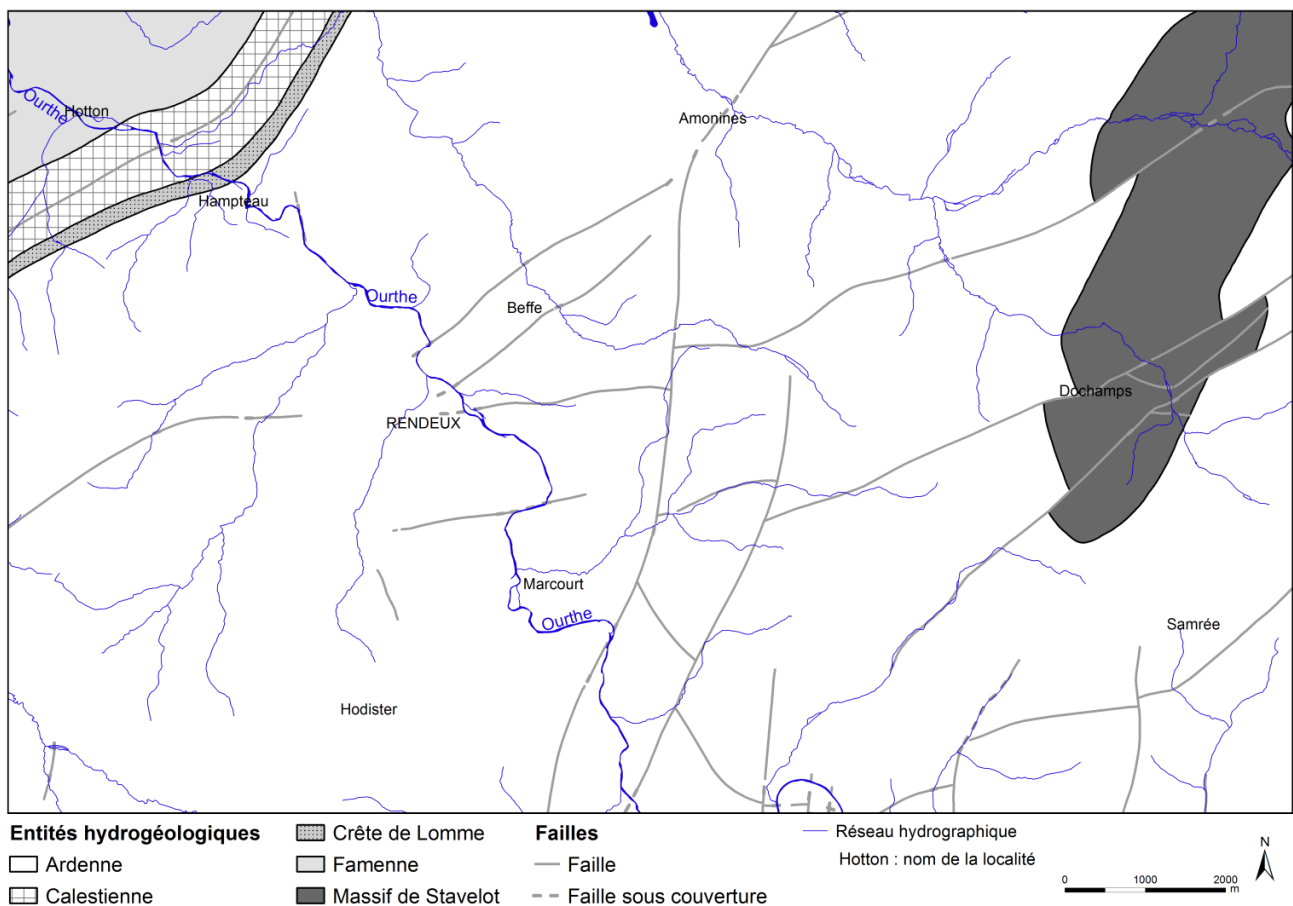 Ourthe
Hotton
Amonines
Hampteau
Ourthe
Beffe
Dochamps
RENDEUX
Marcourt
Ourthe
Samrée
Hodister
Entités hydrogéologiques
Ardenne
Calestienne
Crête de Lomme
Famenne
Massif de Stavelot
Failles
Faille
Faille sous couverture
Réseau hydrographique
Hotton : nom de la localité
N
0 1000 2000
m